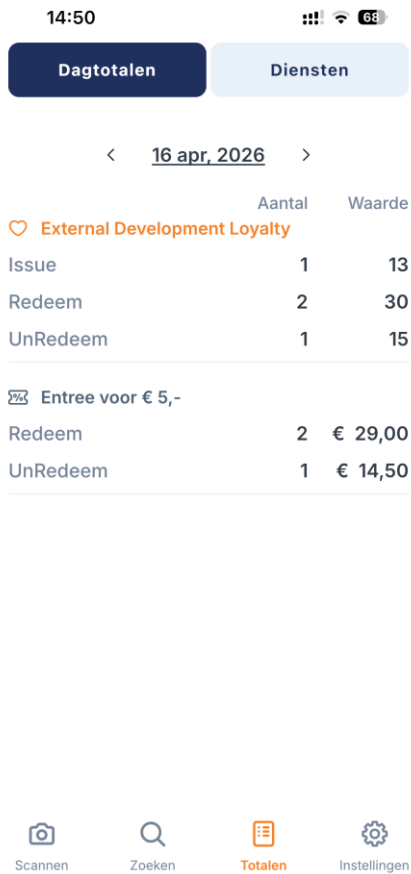 14:50 68
Dagtotalen Diensten
16 apr, 2026
Aantal Waarde
External Development Loyalty
Issue 1 13
Redeem 2 30
UnRedeem 1 15
Entree voor € 5,-
Redeem 2 € 29,00
UnRedeem 1 € 14,50
Scannen Zoeken Totalen Instellingen